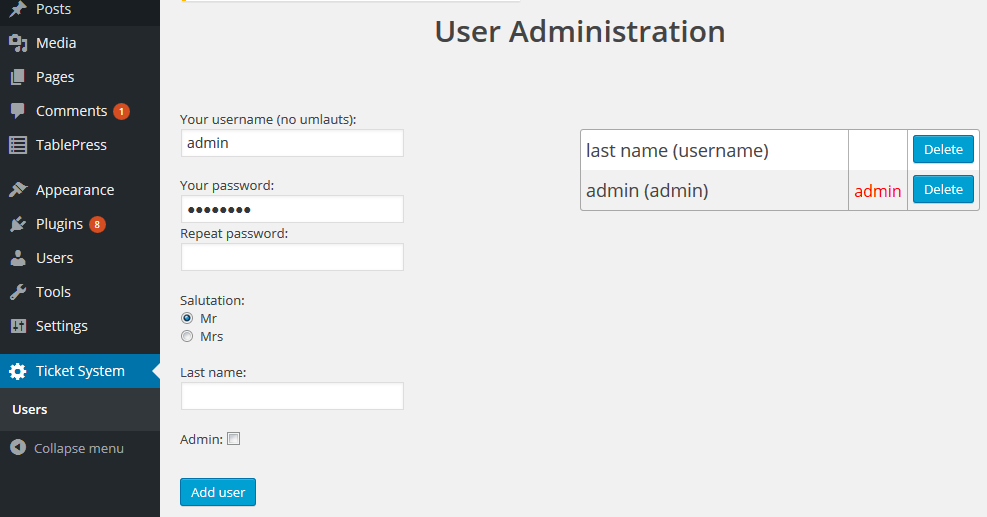 Posts
Media
Pages
Comments 1
TablePress
Appearance
Plugins 8
Users
Tools
Settings
Ticket System
Users
Collapse menu
User Administration
Your username (no umlauts):
admin
Your password:
••••••••
Repeat password:
Salutation:
Mr
Mrs
Last name:
Admin:
Add user
last name (username) Delete
admin (admin) admin Delete